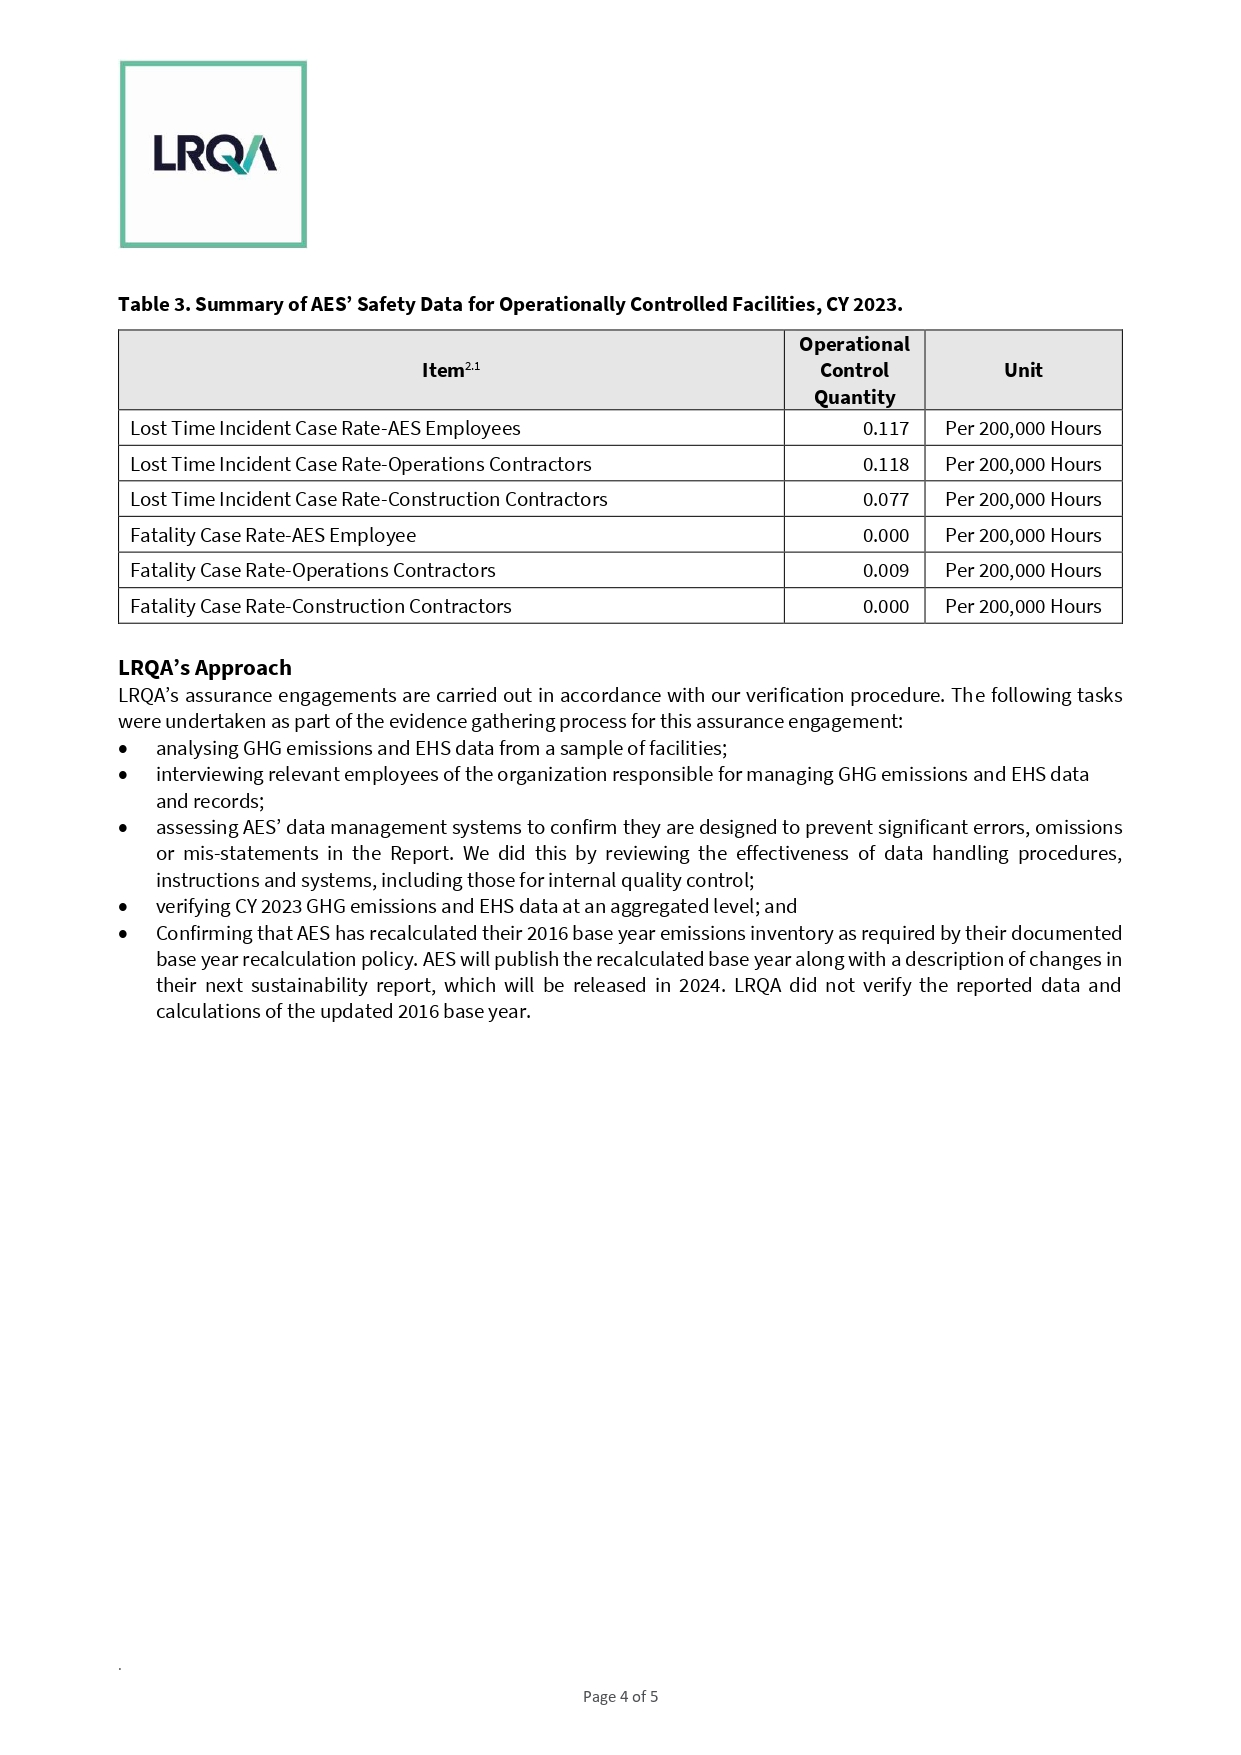 LRQA
Table 3. Summary of AES’ Safety Data for Operationally Controlled Facilities, CY 2023.
Item2.1 Operational Control Quantity Unit
Lost Time Incident Case Rate-AES Employees 0.117 Per 200,000 Hours
Lost Time Incident Case Rate-Operations Contractors 0.118 Per 200,000 Hours
Lost Time Incident Case Rate-Construction Contractors 0.077 Per 200,000 Hours
Fatality Case Rate-AES Employee 0.000 Per 200,000 Hours
Fatality Case Rate-Operations Contractors 0.009 Per 200,000 Hours
Fatality Case Rate-Construction Contractors 0.000 Per 200,000 Hours
LRQA’s Approach
LRQA’s assurance engagements are carried out in accordance with our verification procedure. The following tasks
were undertaken as part of the evidence gathering process for this assurance engagement:
• analysing GHG emissions and EHS data from a sample of facilities;
• interviewing relevant employees of the organization responsible for managing GHG emissions and EHS data
and records;
• assessing AES’ data management systems to confirm they are designed to prevent significant errors, omissions
or mis-statements in the Report. We did this by reviewing the effectiveness of data handling procedures,
instructions and systems, including those for internal quality control;
• verifying CY 2023 GHG emissions and EHS data at an aggregated level; and
• Confirming that AES has recalculated their 2016 base year emissions inventory as required by their documented
base year recalculation policy. AES will publish the recalculated base year along with a description of changes in
their next sustainability report, which will be released in 2024. LRQA did not verify the reported data and
calculations of the updated 2016 base year.
.
Page 4 of 5